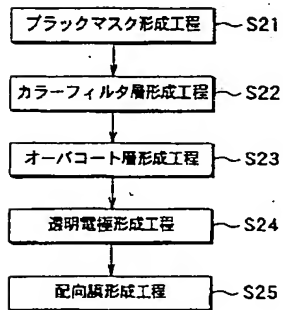 ブラックマスク形成工程 S21
カラーフィルタ層形成工程 S22
オーバコート層形成工程 S23
透明電極形成工程 S24
配向膜形成工程 S25